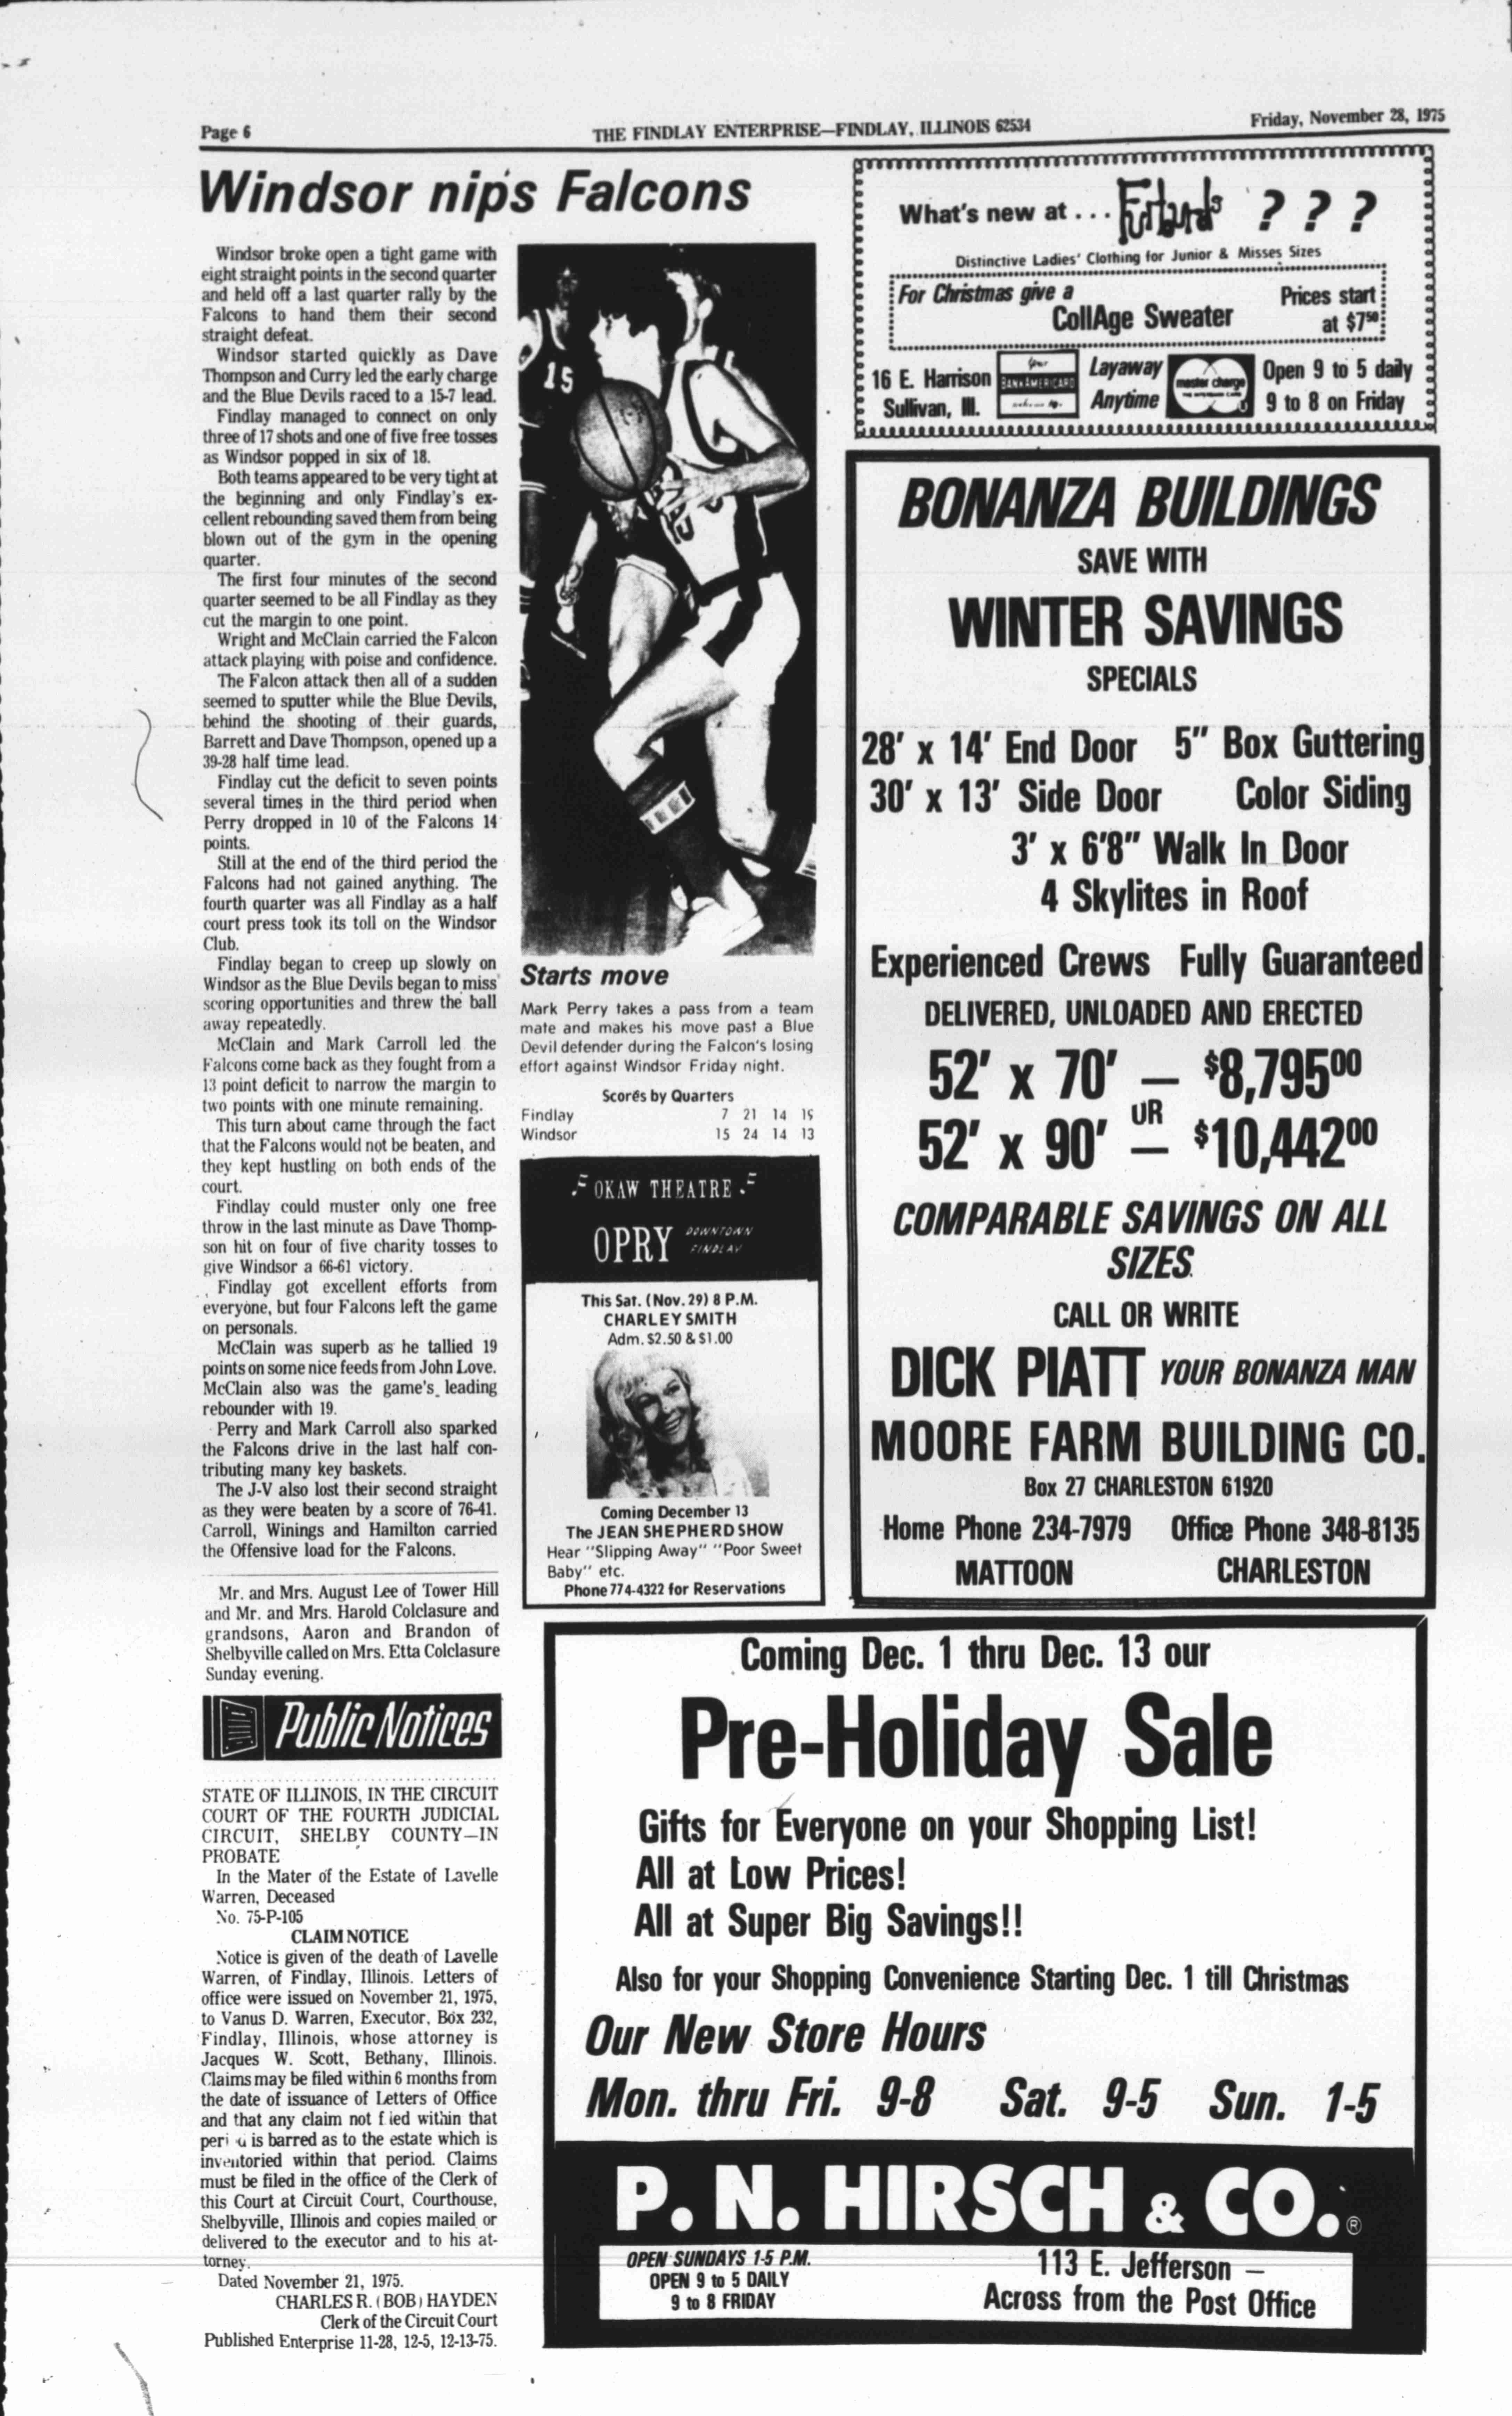 Page 6
THE FINDLAY ENTERPRISE—FINDLAY, ILLINOIS 62534
Friday, November 28, 1975
Windsor nips Falcons
Windsor broke open a tight game with
eight straight points in the second quarter
and held off a last quarter rally by the
Falcons to hand them their second
straight defeat.
Windsor started quickly as Dave
Thompson and Curry led the early charge
and the Blue Devils raced to a 15-7 lead.
Findlay managed to connect on only
three of 17 shots and one of five free tosses
as Windsor popped in six of 18.
Both teams appeared to be very tight at
the beginning and only Findlay's ex-
cellent rebounding saved them from being
blown out of the gym in the opening
quarter.
The first four minutes of the second
quarter seemed to be all Findlay as they
cut the margin to one point.
Wright and McClain carried the Falcon
attack playing with poise and confidence.
The Falcon attack then all of a sudden
seemed to sputter while the Blue Devils,
behind the shooting of their guards,
Barrett and Dave Thompson, opened up a
39-28 half time lead.
Findlay cut the deficit to seven points
several times in the third period when
Perry dropped in 10 of the Falcons 14
points.
Still at the end of the third period the
Falcons had not gained anything. The
fourth quarter was all Findlay as a half
court press took its toll on the Windsor
Club.
Findlay began to creep up slowly on
Windsor as the Blue Devils began to miss
scoring opportunities and threw the ball
away repeatedly.
McClain and Mark Carroll led the
Falcons come back as they fought from a
13 point deficit to narrow the margin to
two points with one minute remaining.
This turn about came through the fact
that the Falcons would not be beaten, and
they kept hustling on both ends of the
court.
Findlay could muster only one free
throw in the last minute as Dave Thomp-
son hit on four of five charity tosses to
give Windsor a 66-61 victory.
Findlay got excellent efforts from
everyone, but four Falcons left the game
on personals.
McClain was superb as he tallied 19
points on some nice feeds from John Love.
McClain also was the game's leading
rebounder with 19.
Perry and Mark Carroll also sparked
the Falcons drive in the last half con-
tributing many key baskets.
The J-V also lost their second straight
as they were beaten by a score of 76-41.
Carroll, Winings and Hamilton carried
the Offensive load for the Falcons.
Mr. and Mrs. August Lee of Tower Hill
and Mr. and Mrs. Harold Colclasure and
grandsons, Aaron and Brandon of
Shelbyville called on Mrs. Etta Colclasure
Sunday evening.
Public Notices
STATE OF ILLINOIS, IN THE CIRCUIT
COURT OF THE FOURTH JUDICIAL
CIRCUIT, SHELBY COUNTY—IN
PROBATE
In the Mater of the Estate of Lavelle
Warren, Deceased
No. 75-P-105
CLAIM NOTICE
Notice is given of the death of Lavelle
Warren, of Findlay, Illinois. Letters of
office were issued on November 21, 1975,
to Vanus D. Warren, Executor, Box 232,
Findlay, Illinois, whose attorney is
Jacques W. Scott, Bethany, Illinois.
Claims may be filed within 6 months from
the date of issuance of Letters of Office
and that any claim not f ied within that
is barred as to the estate which is
inventoried within that period. Claims
must be filed in the office of the Clerk of
this Court at Circuit Court, Courthouse,
Shelbyville, Illinois and copies mailed or
delivered to the executor and to his at-
torney.
Dated November 21, 1975.
CHARLES R. (BOB) HAYDEN
Clerk of the Circuit Court
Published Enterprise 11-28, 12-5, 12-13-75.
15
Starts move
Mark Perry takes a pass from a team
mate and makes his move past a Blue
Devil defender during the Falcon's losing
effort against Windsor Friday night.
Scores by Quarters
Findlay 7 21 14 19
Windsor 15 24 14 13
OKAW THEATRE
OPRY DOWNTOWN
FINDLAY
This Sat. (Nov. 29) 8 P.M.
CHARLEY SMITH
Adm. $2.50 & $1.00
Coming December 13
The JEAN SHEPHERD SHOW
Hear "Slipping Away" "Poor Sweet
Baby" etc.
Phone 774-4322 for Reservations
What's new at ... ? ? ?
Distinctive Ladies' Clothing for Junior & Misses Sizes
For Christmas give a
CollAge Sweater
Prices start
at $7⁵⁰
16 E. Harrison
Sullivan, Ill.
BANKAMERICARD
Layaway
Anytime
master charge
Open 9 to 5 daily
9 to 8 on Friday
BONANZA BUILDINGS
SAVE WITH
WINTER SAVINGS
SPECIALS
28' x 14' End Door 5" Box Guttering
30' x 13' Side Door Color Siding
3' x 6'8" Walk In Door
4 Skylites in Roof
Experienced Crews Fully Guaranteed
DELIVERED, UNLOADED AND ERECTED
52' x 70' — $8,795⁰⁰
OR
52' x 90' — $10,442⁰⁰
COMPARABLE SAVINGS ON ALL
SIZES.
CALL OR WRITE
DICK PIATT YOUR BONANZA MAN
MOORE FARM BUILDING CO.
Box 27 CHARLESTON 61920
Home Phone 234-7979 Office Phone 348-8135
MATTOON CHARLESTON
Coming Dec. 1 thru Dec. 13 our
Pre-Holiday Sale
Gifts for Everyone on your Shopping List!
All at Low Prices!
All at Super Big Savings!!
Also for your Shopping Convenience Starting Dec. 1 till Christmas
Our New Store Hours
Mon. thru Fri. 9-8 Sat. 9-5 Sun. 1-5
P. N. HIRSCH & CO.®
OPEN SUNDAYS 1-5 P.M.
OPEN 9 to 5 DAILY
9 to 8 FRIDAY
113 E. Jefferson —
Across from the Post Office